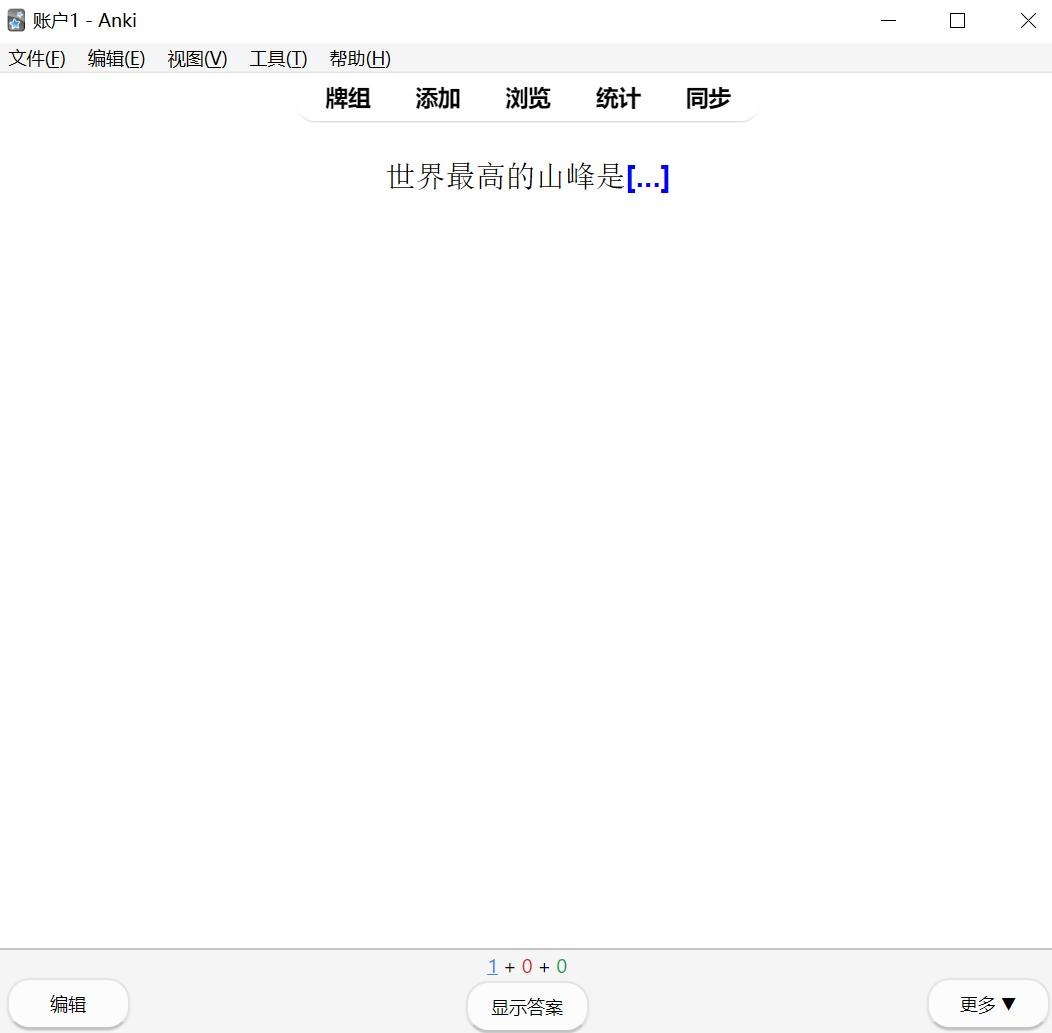 账户1 - Anki
文件(F) 编辑(E) 视图(V) 工具(T) 帮助(H)
牌组 添加 浏览 统计 同步
世界最高的山峰是[...]
1 + 0 + 0
编辑 显示答案 更多▼